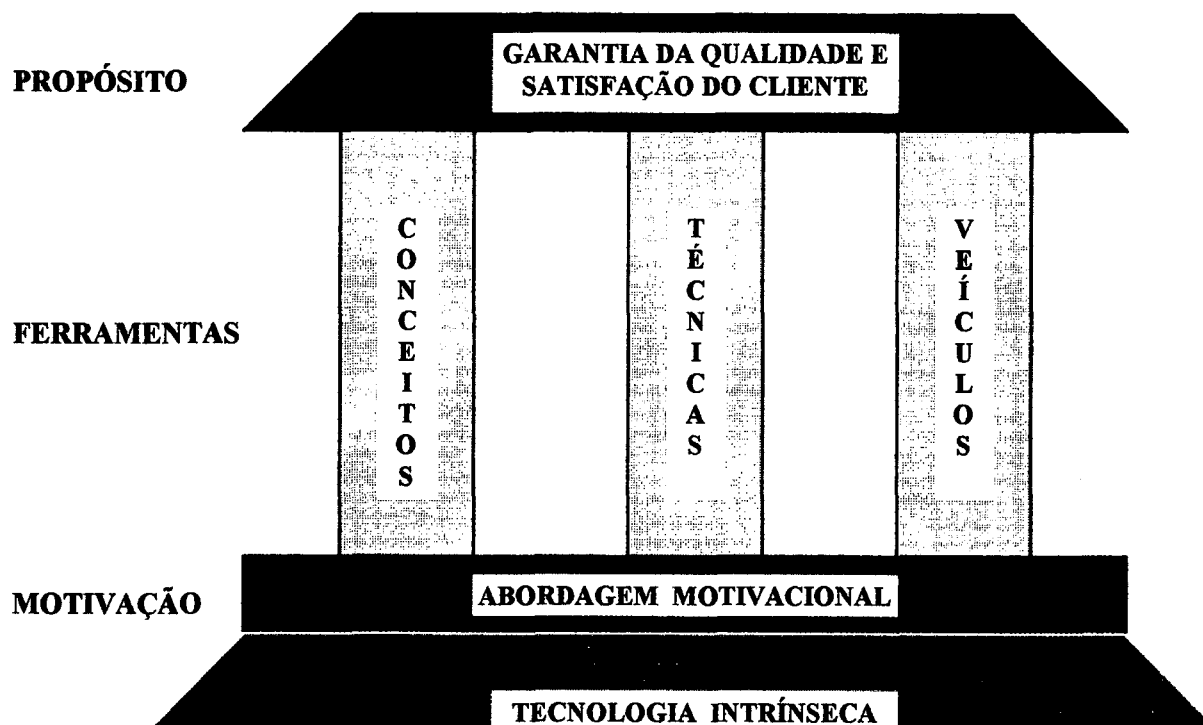 GARANTIA DA QUALIDADE E
SATISFAÇÃO DO CLIENTE
PROPÓSITO
CONCEITOS
TÉCNICAS
VEÍCULOS
FERRAMENTAS
ABORDAGEM MOTIVACIONAL
MOTIVAÇÃO
TECNOLOGIA INTRÍNSECA